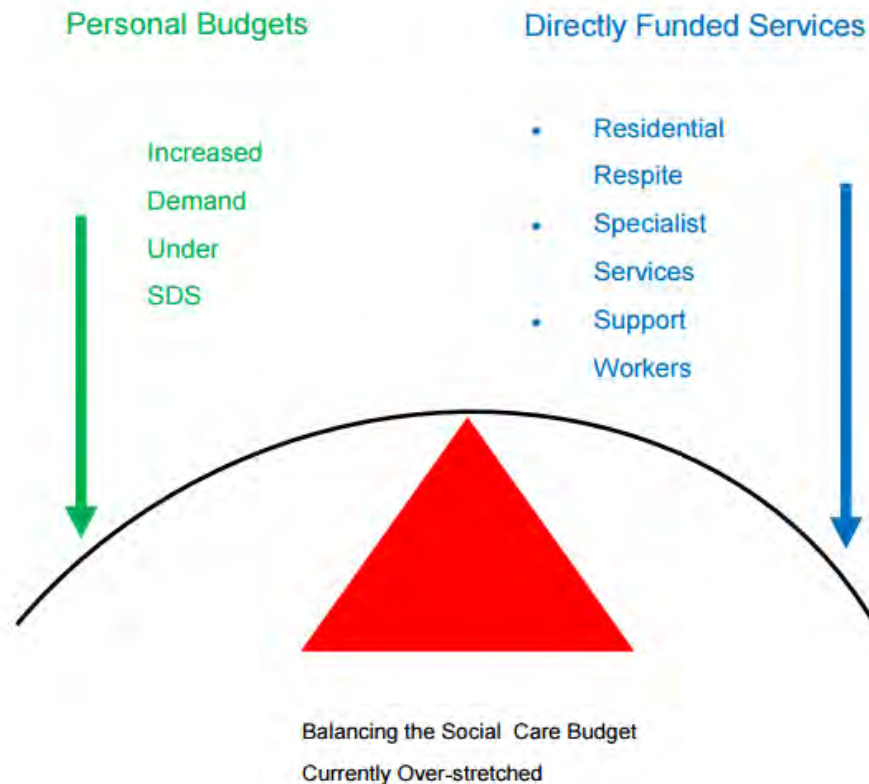 Personal Budgets
Directly Funded Services
Increased
Demand
Under
SDS
• Residential
Respite
• Specialist
Services
• Support
Workers
Balancing the Social Care Budget
Currently Over-stretched